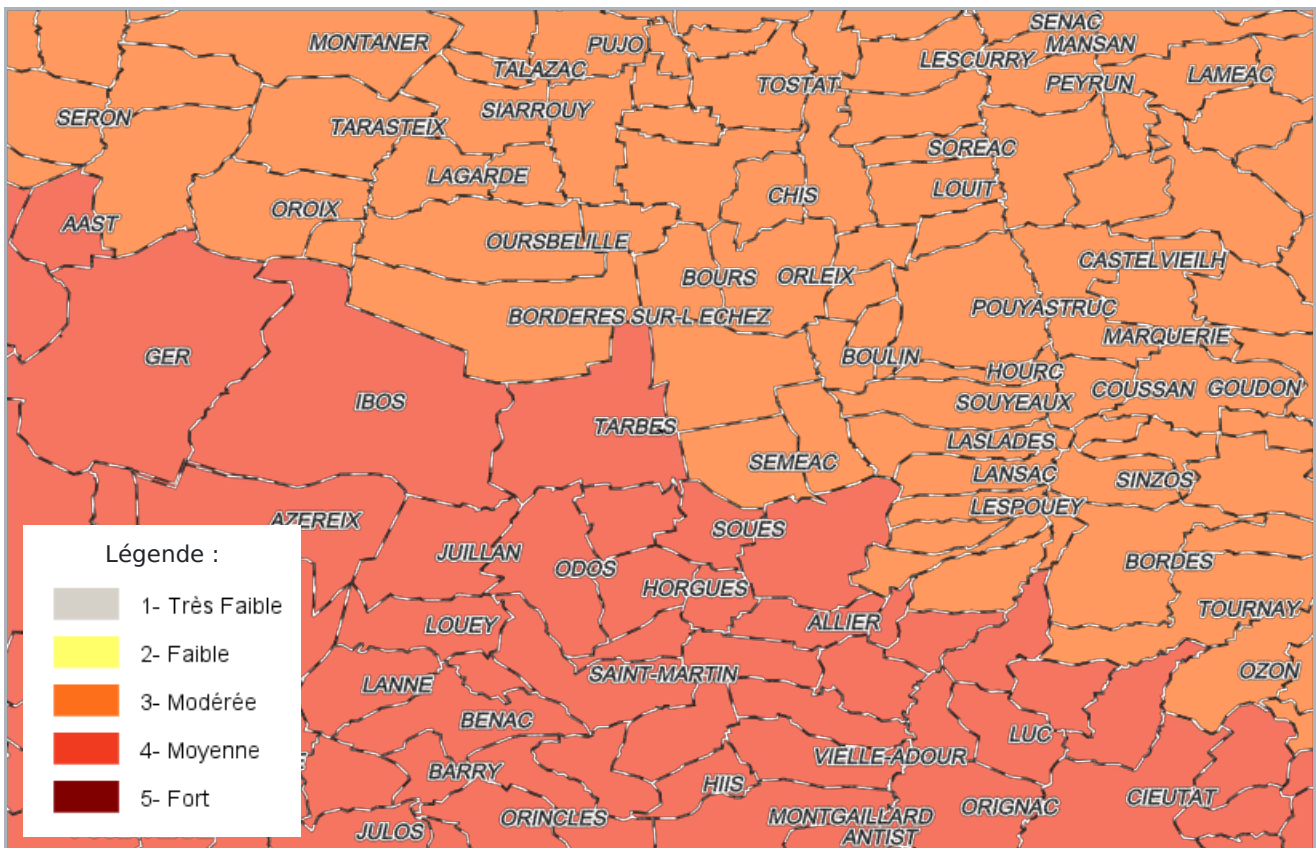 SENAC
MONTANER
PUJO
MANSAN
LESCURRY
TALAZAC
LAMEAC
TOSTAT
PEYRUN
SIARROUY
SERON
TARASTEIX
SOREAC
LAGARDE
LOUIT
CHIS
OROIX
AAST
OURSBELILLE
CASTELVIEILH
BOURS
ORLEIX
POUYASTRUC
BORDERES SUR-L ECHEZ
MARQUERIE
GER
BOULIN
HOURC
COUSSAN
GOUDON
IBOS
SOUYEAUX
TARBES
LASLADES
SEMEAC
LANSAC
SINZOS
LESPOUEY
AZEREIX
SOUES
JUILLAN
BORDES
ODOS
HORGUES
TOURNAY
ALLIER
LOUEY
OZON
SAINT-MARTIN
LANNE
BENAC
LUC
VIELLE-ADOUR
BARRY
HIIS
CIEUTAT
ORIGNAC
ORINCLES
MONTGAILLARD
JULOS
ANTIST
Légende :
1- Très Faible
2- Faible
3- Modérée
4- Moyenne
5- Fort